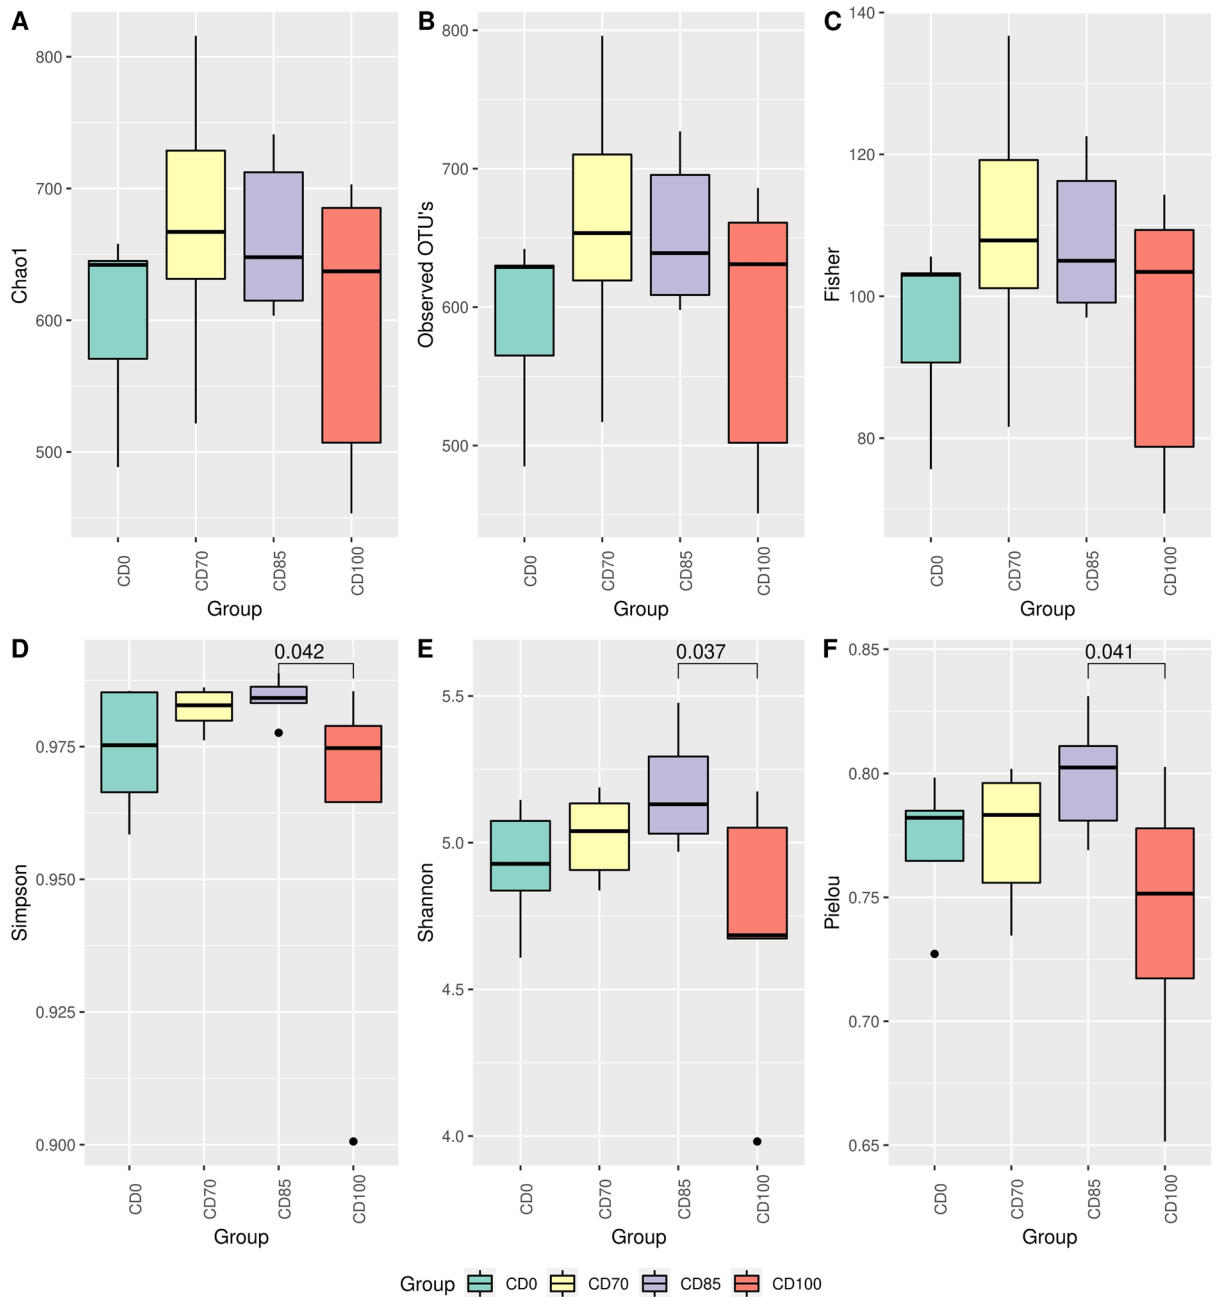 A
Chao1
800
700
600
500
CD0
CD70
CD85
CD100
Group
B
Observed OTU's
800
700
600
500
CD0
CD70
CD85
CD100
Group
C
Fisher
140
120
100
80
CD0
CD70
CD85
CD100
Group
D
Simpson
0.042
0.975
0.950
0.925
0.900
CD0
CD70
CD85
CD100
Group
E
Shannon
0.037
5.5
5.0
4.5
4.0
CD0
CD70
CD85
CD100
Group
F
Pielou
0.041
0.85
0.80
0.75
0.70
0.65
CD0
CD70
CD85
CD100
Group
Group CD0 CD70 CD85 CD100